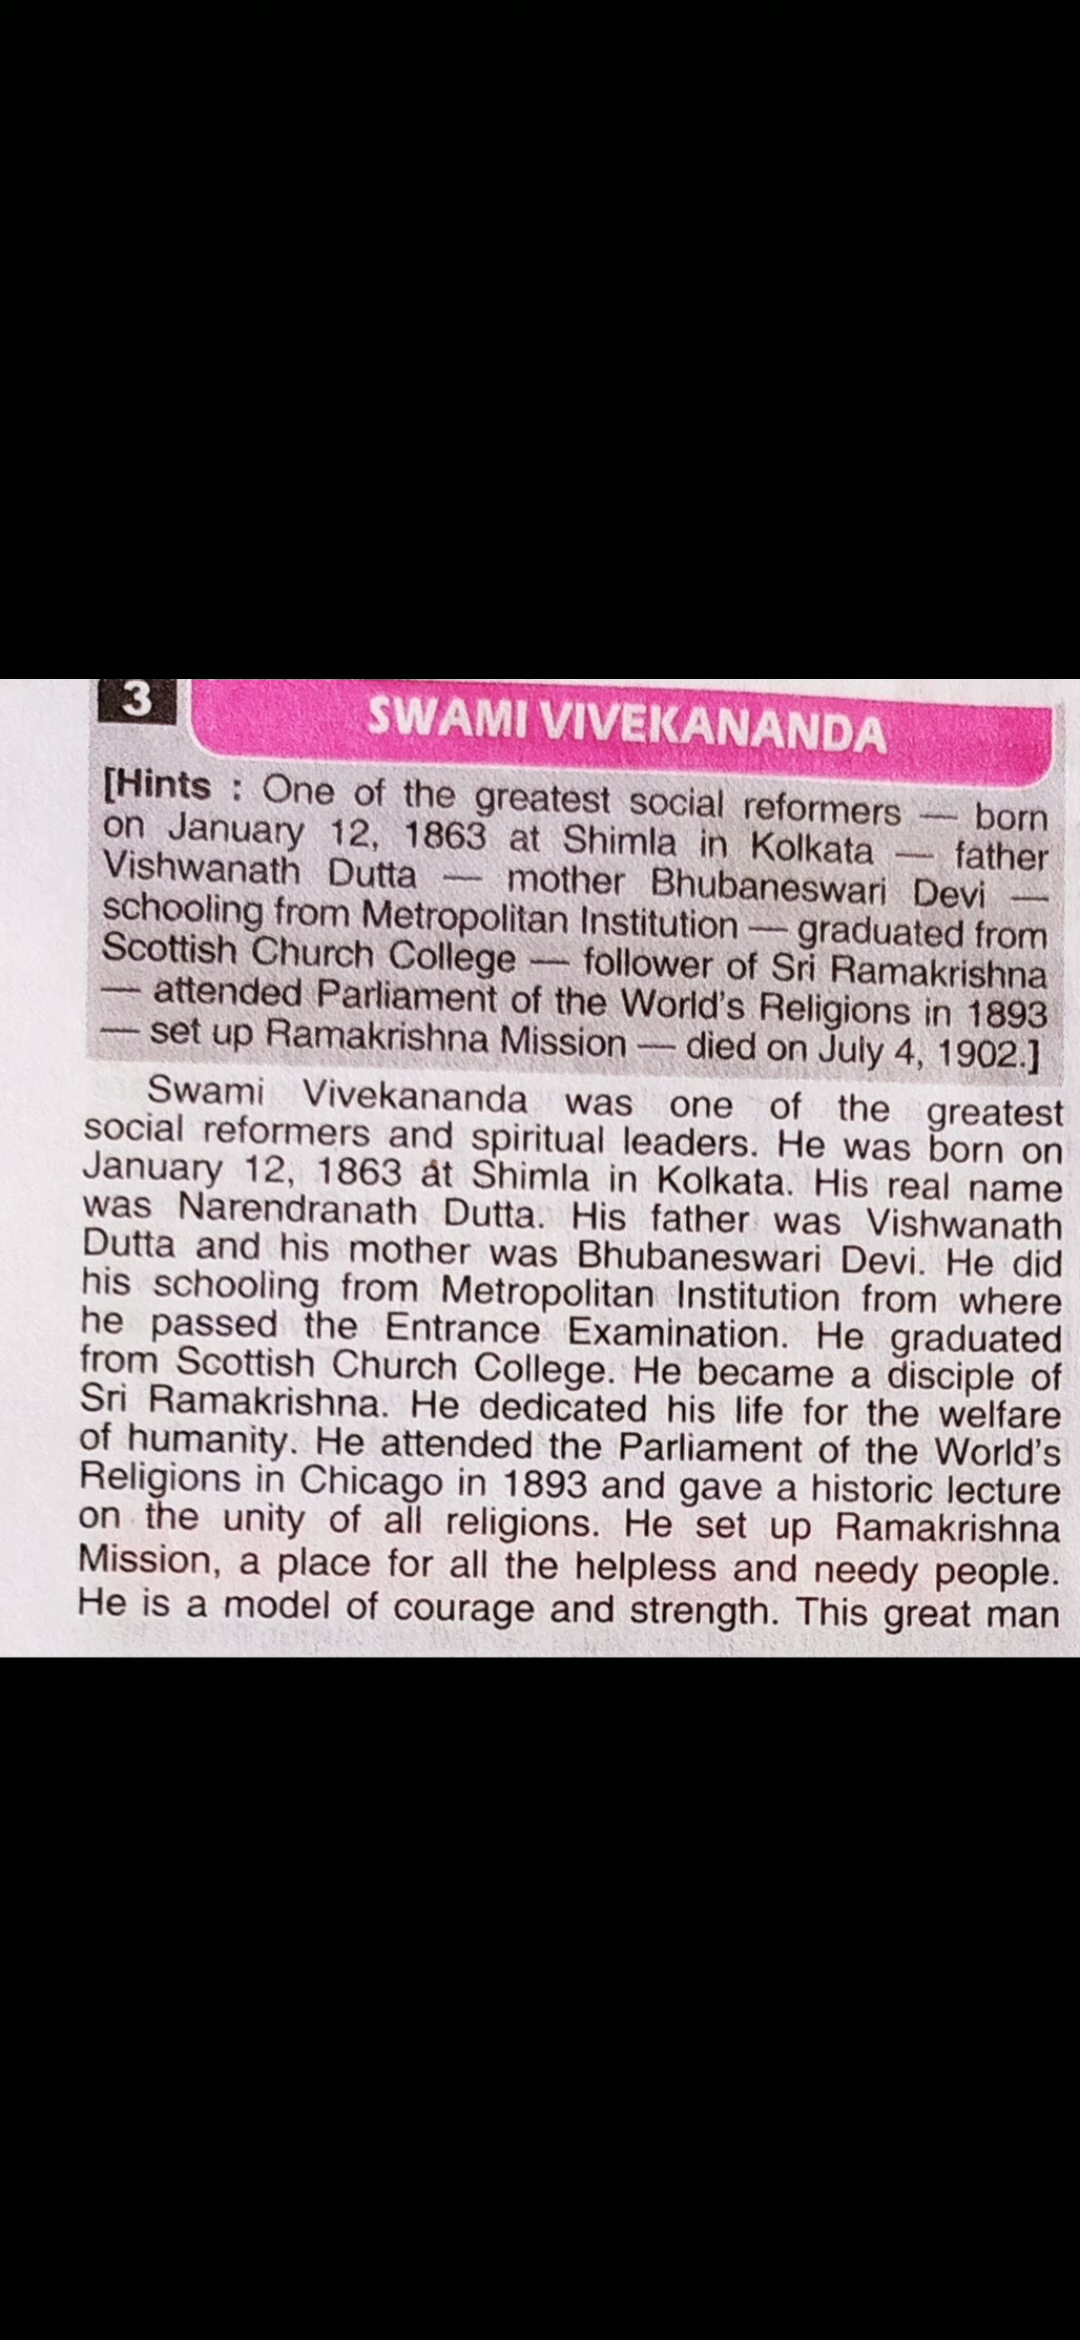 3
SWAMI VIVEKANANDA
[Hints : One of the greatest social reformers — born
on January 12, 1863 at Shimla in Kolkata — father
Vishwanath Dutta — mother Bhubaneswari Devi —
schooling from Metropolitan Institution — graduated from
Scottish Church College — follower of Sri Ramakrishna
— attended Parliament of the World's Religions in 1893
— set up Ramakrishna Mission — died on July 4, 1902.]
Swami Vivekananda was one of the greatest
social reformers and spiritual leaders. He was born on
January 12, 1863 at Shimla in Kolkata. His real name
was Narendranath Dutta. His father was Vishwanath
Dutta and his mother was Bhubaneswari Devi. He did
his schooling from Metropolitan Institution from where
he passed the Entrance Examination. He graduated
from Scottish Church College. He became a disciple of
Sri Ramakrishna. He dedicated his life for the welfare
of humanity. He attended the Parliament of the World's
Religions in Chicago in 1893 and gave a historic lecture
on the unity of all religions. He set up Ramakrishna
Mission, a place for all the helpless and needy people.
He is a model of courage and strength. This great man